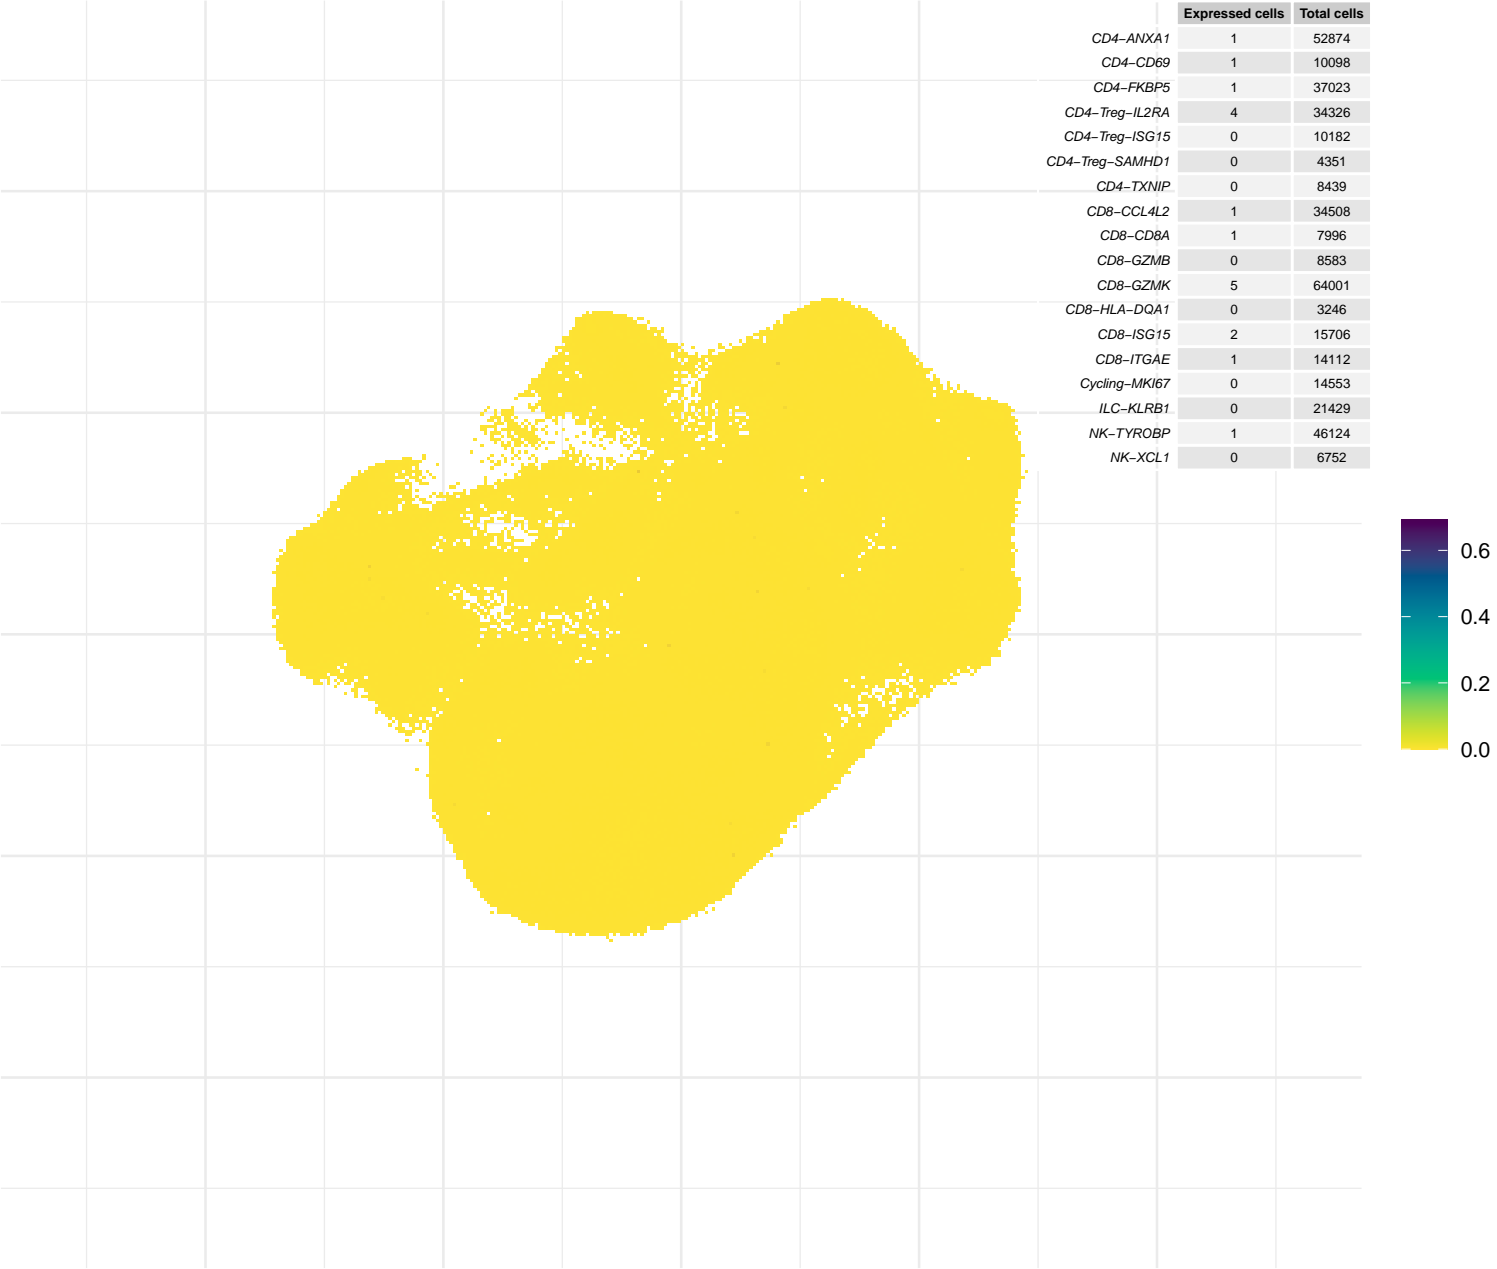 Expressed cells Total cells
CD4−ANXA1 1 52874
CD4−CD69 1 10098
CD4−FKBP5 1 37023
CD4−Treg−IL2RA 4 34326
CD4−Treg−ISG15 0 10182
CD4−Treg−SAMHD1 0 4351
CD4−TXNIP 0 8439
CD8−CCL4L2 1 34508
CD8−CD8A 1 7996
CD8−GZMB 0 8583
CD8−GZMK 5 64001
CD8−HLA−DQA1 0 3246
CD8−ISG15 2 15706
CD8−ITGAE 1 14112
Cycling−MKI67 0 14553
ILC−KLRB1 0 21429
NK−TYROBP 1 46124
NK−XCL1 0 6752
0.6
0.4
0.2
0.0